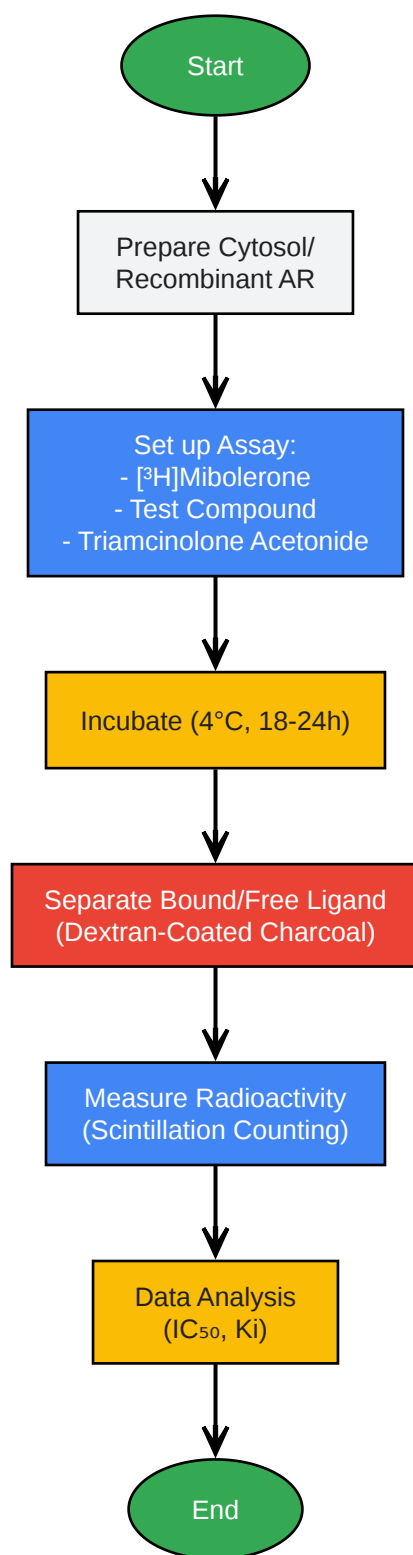 Start
Prepare Cytosol/
Recombinant AR
Set up Assay:
- [³H]Mibolerone
- Test Compound
- Triamcinolone Acetonide
Incubate (4°C, 18-24h)
Separate Bound/Free Ligand
(Dextran-Coated Charcoal)
Measure Radioactivity
(Scintillation Counting)
Data Analysis
(IC₅₀, Ki)
End